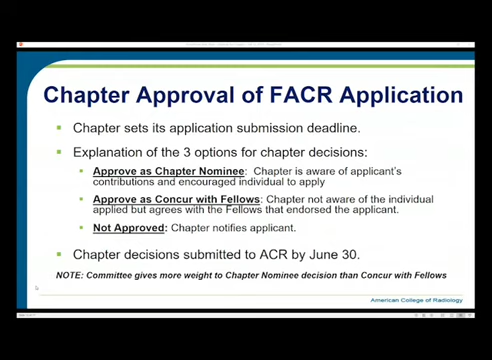 Chapter Approval of FACR Application
Chapter sets its application submission deadline.
Explanation of the 3 options for chapter decisions:
Approve as Chapter Nominee: Chapter is aware of applicant's
contributions and encouraged individual to apply
Approve as Concur with Fellows: Chapter not aware of the individual
applied but agrees with the Fellows that endorsed the applicant.
Not Approved: Chapter notifies applicant.
Chapter decisions submitted to ACR by June 30.
NOTE: Committee gives more weight to Chapter Nominee decision than Concur with Fellows
American College of Radiology